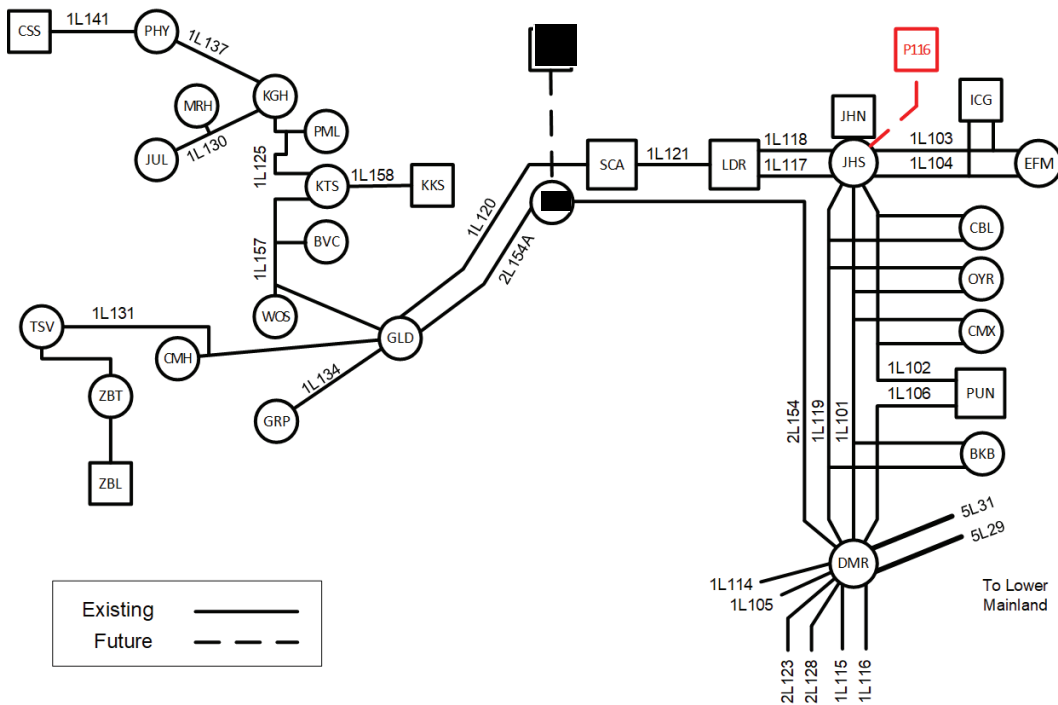 CSS
1L141
PHY
1L137
KGH
MRH
JUL
1L130
PML
1L125
KTS
1L158
KKS
1L157
BVC
WOS
TSV
1L131
CMH
ZBT
ZBL
GLD
1L134
GRP
1L120
2L154A
SCA
1L121
LDR
1L118
1L117
JHN
JHS
P116
ICG
1L103
1L104
EFM
CBL
OYR
CMX
1L102
1L106
PUN
2L154
1L119
1L101
BKB
DMR
5L31
5L29
1L114
1L105
2L123
2L128
1L115
1L116
To Lower
Mainland
Existing
Future